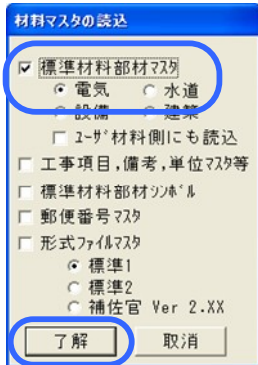 材料マスタの読込
標準材料部材ﾏｽﾀ
電気 水道
設備 建築
ﾕｰｻﾞ材料側にも読込
工事項目,備考,単位ﾏｽﾀ等
標準材料部材ｼﾝﾎﾞﾙ
郵便番号ﾏｽﾀ
形式ﾌｧｲﾙﾏｽﾀ
標準1
標準2
補佐官 Ver 2.XX
了解 取消